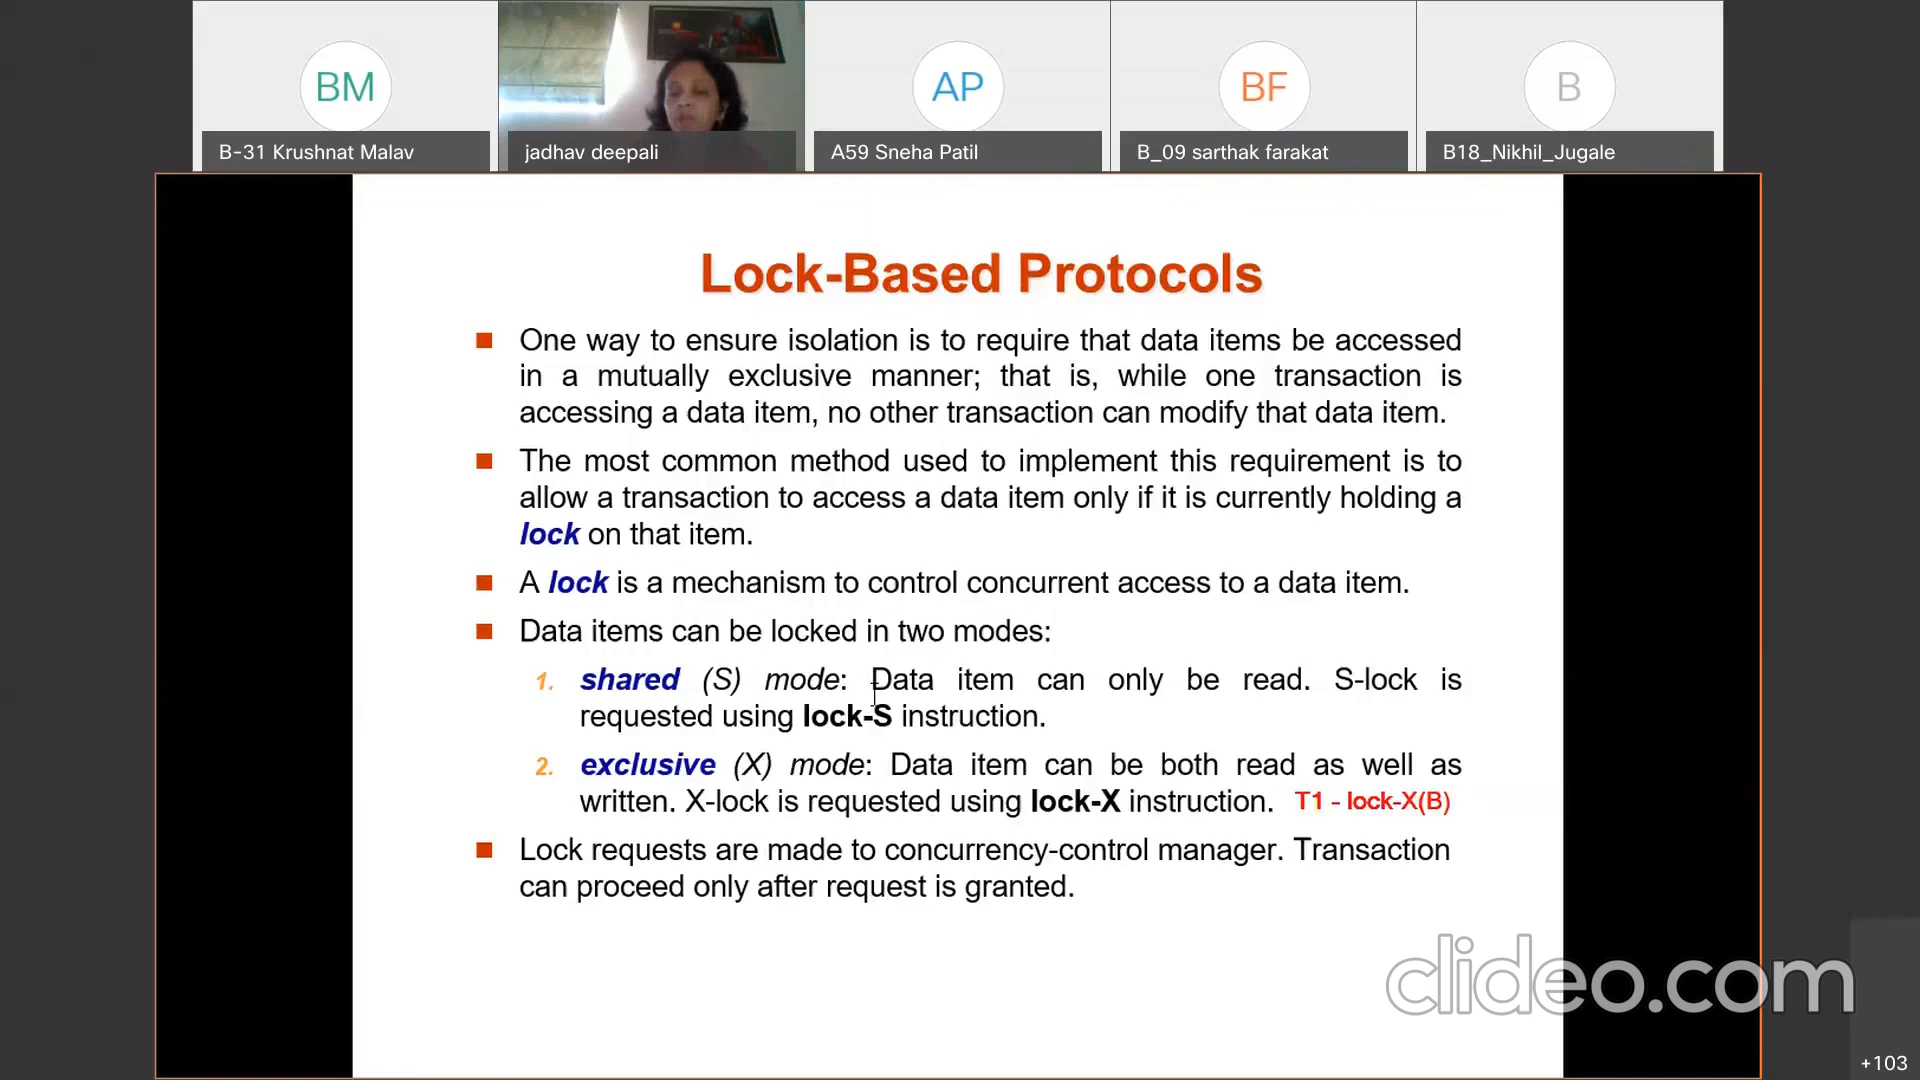 BM
AP
BF
B
B-31 Krushnat Malav
jadhav deepali
A59 Sneha Patil
B_09 sarthak farakat
B18_Nikhil_Jugale
Lock-Based Protocols
One way to ensure isolation is to require that data items be accessed
in a mutually exclusive manner; that is, while one transaction is
accessing a data item, no other transaction can modify that data item.
The most common method used to implement this requirement is to
allow a transaction to access a data item only if it is currently holding a
lock on that item.
A lock is a mechanism to control concurrent access to a data item.
Data items can be locked in two modes:
1. shared (S) mode: Data item can only be read. S-lock is
requested using lock-S instruction.
2. exclusive (X) mode: Data item can be both read as well as
written. X-lock is requested using lock-X instruction. T1 - lock-X(B)
Lock requests are made to concurrency-control manager. Transaction
can proceed only after request is granted.
clideo.com
+103